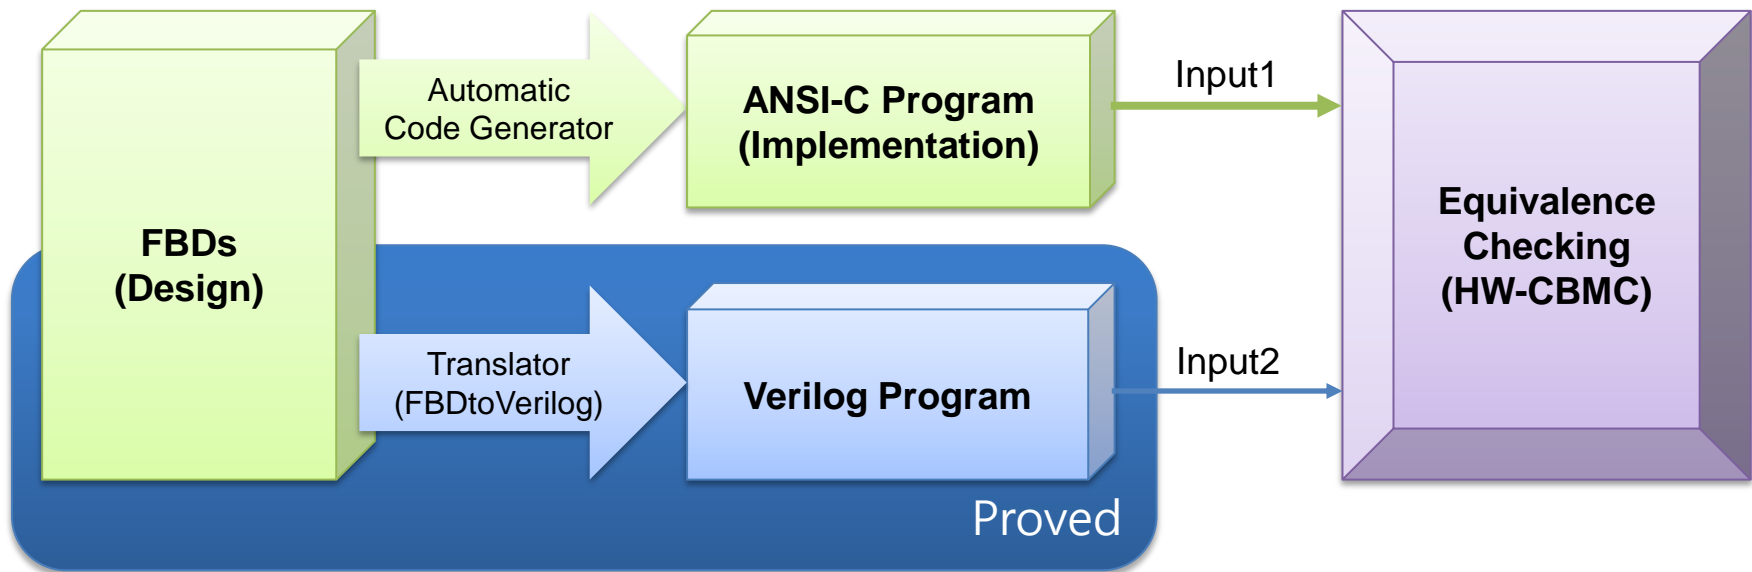 FBDs
(Design)
Automatic
Code Generator
ANSI-C Program
(Implementation)
Input1
Translator
(FBDtoVerilog)
Verilog Program
Input2
Proved
Equivalence
Checking
(HW-CBMC)